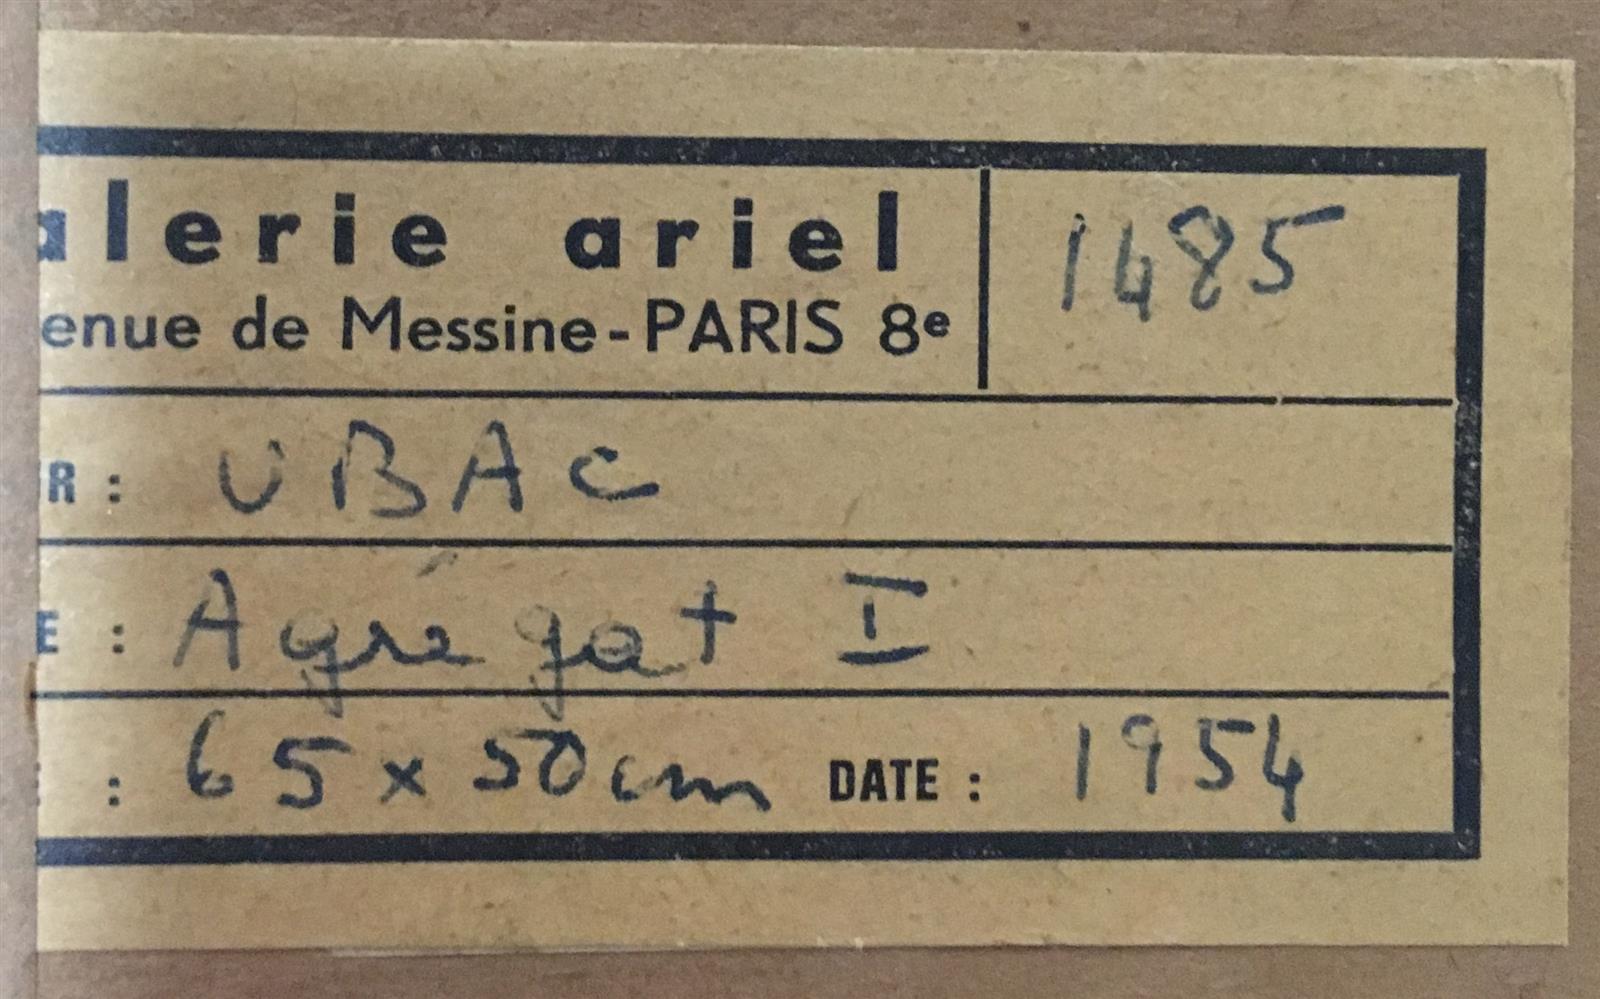 alerie ariel
1485
enue de Messine - PARIS 8e
R : UBAC
E : Agrégat I
: 65 x 50 cm DATE : 1954